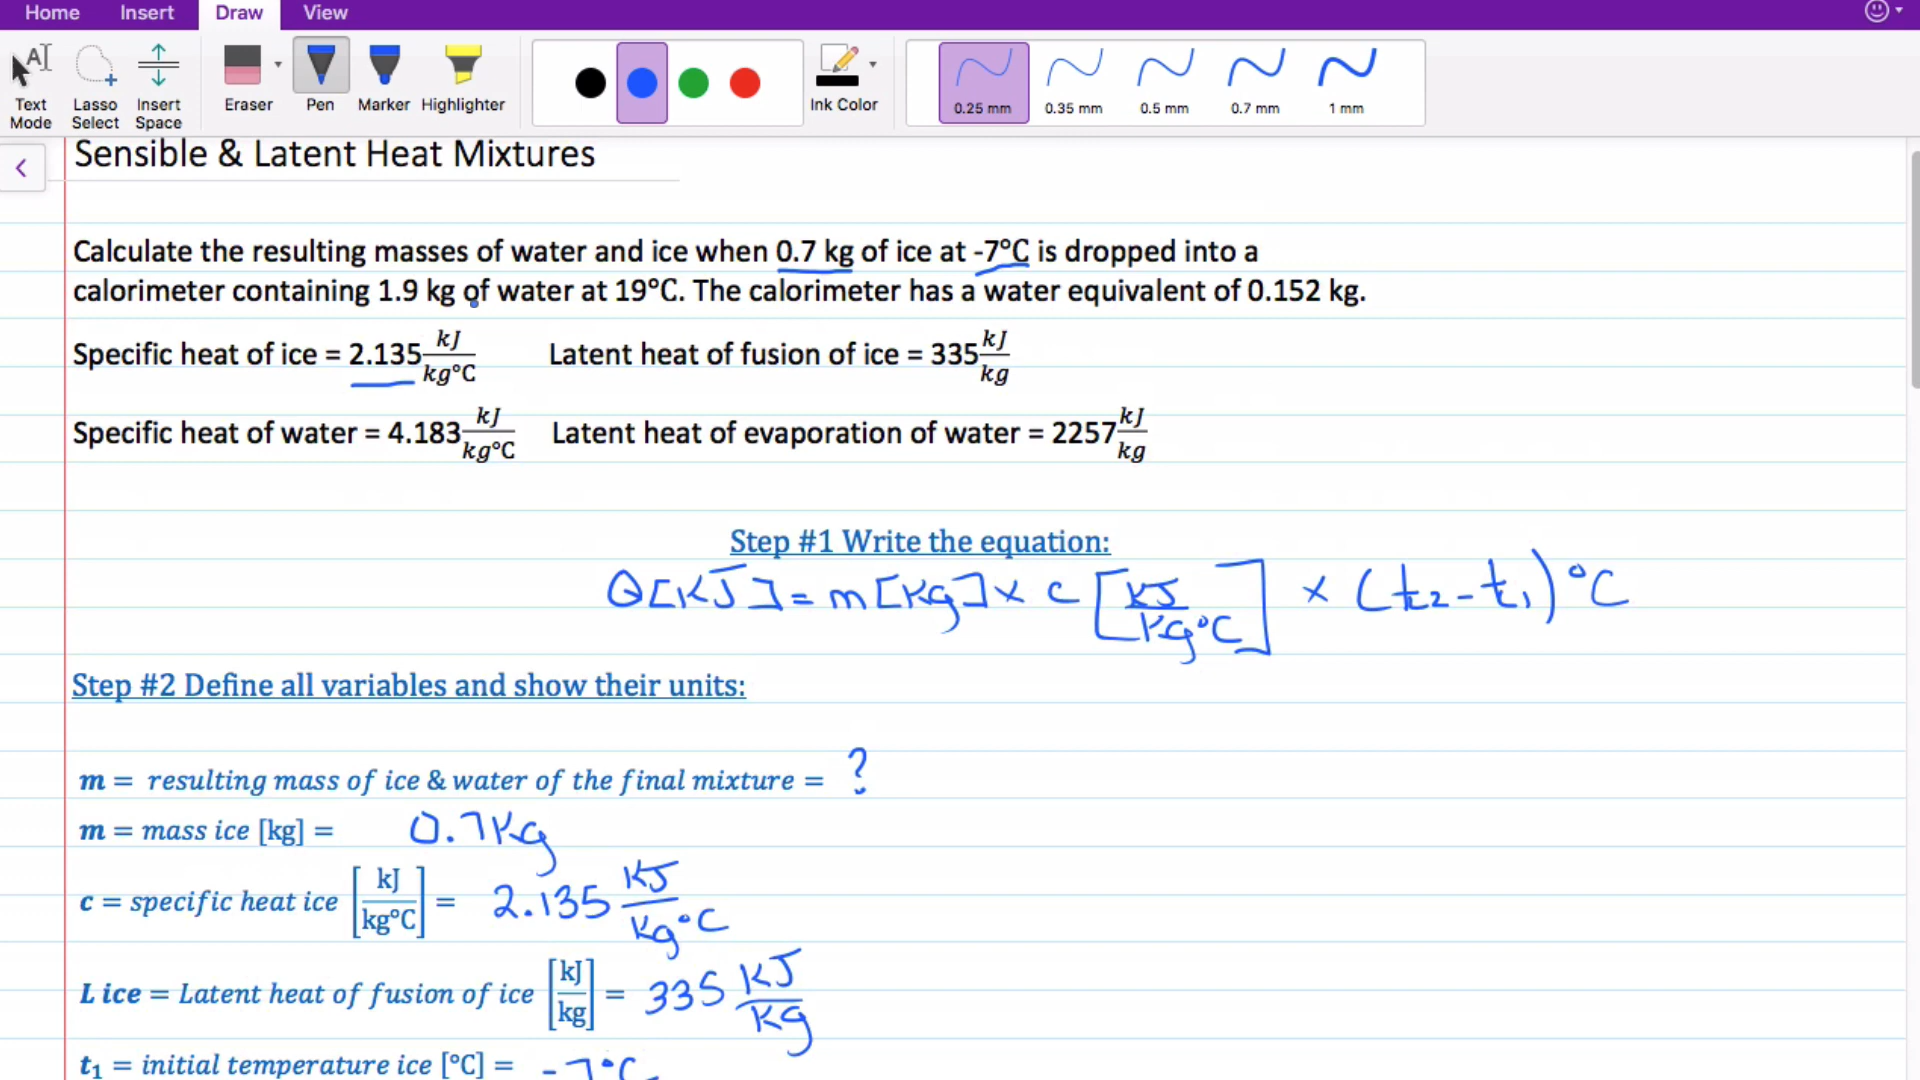 Home Insert Draw View
Text Mode Lasso Select Insert Space Eraser Pen Marker Highlighter Ink Color 0.25 mm 0.35 mm 0.5 mm 0.7 mm 1 mm
Sensible & Latent Heat Mixtures
Calculate the resulting masses of water and ice when 0.7 kg of ice at -7°C is dropped into a
calorimeter containing 1.9 kg of water at 19°C. The calorimeter has a water equivalent of 0.152 kg.
Specific heat of ice = 2.135 kJ/kg°C Latent heat of fusion of ice = 335 kJ/kg
Specific heat of water = 4.183 kJ/kg°C Latent heat of evaporation of water = 2257 kJ/kg
Step #1 Write the equation:
Q [KJ] = m [Kg] x c [KJ/Kg°C] x (t2 - t1) °C
Step #2 Define all variables and show their units:
m = resulting mass of ice & water of the final mixture = ?
m = mass ice [kg] = 0.7Kg
c = specific heat ice [kJ/kg°C] = 2.135 KJ/Kg°C
L ice = Latent heat of fusion of ice [kJ/kg] = 335 KJ/Kg
t1 = initial temperature ice [°C] = -7°C